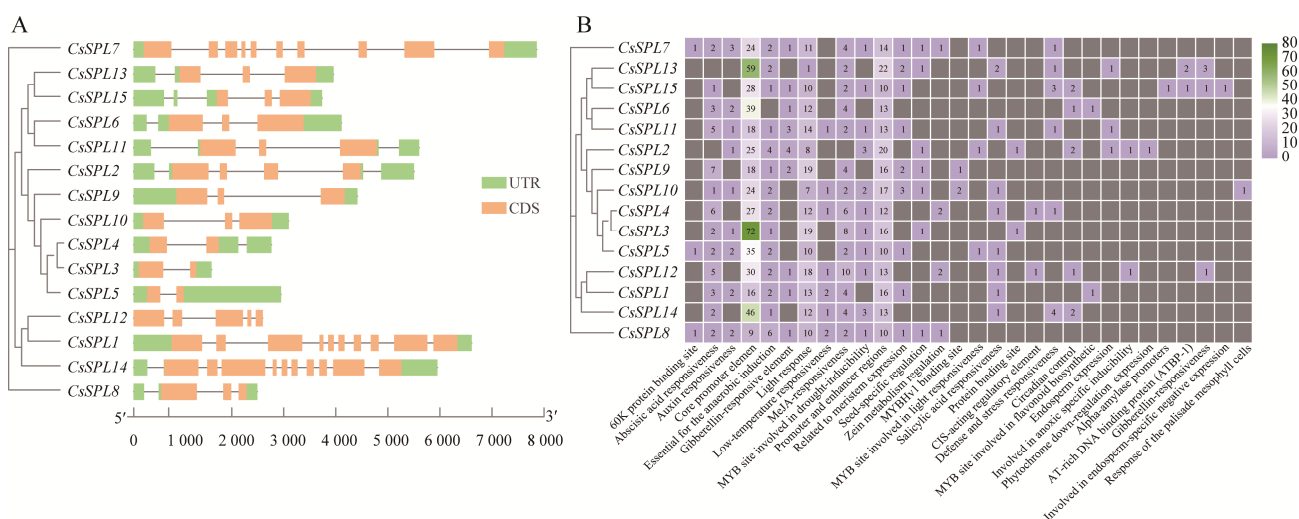 A
CsSPL7
CsSPL13
CsSPL15
CsSPL6
CsSPL11
CsSPL2
CsSPL9
CsSPL10
CsSPL4
CsSPL3
CsSPL5
CsSPL12
CsSPL1
CsSPL14
CsSPL8
UTR
CDS
5′ 3′
0 1 000 2 000 3 000 4 000 5 000 6 000 7 000 8 000
B
CsSPL7 1 2 3 24 2 1 11 4 1 14 1 1 1 1 1
CsSPL13 59 2 1 2 22 2 1 2 1 1 2 3
CsSPL15 1 28 1 1 10 2 1 10 1 1 3 2 1 1 1 1
CsSPL6 3 2 39 1 12 4 13 1 1
CsSPL11 5 1 18 1 3 14 1 2 1 13 1 1 1 1
CsSPL2 1 25 4 4 8 3 20 1 1 1 2 1 1 1
CsSPL9 7 18 1 2 19 4 16 2 1 1
CsSPL10 1 1 24 2 7 1 2 2 17 3 1 2 1 1
CsSPL4 6 27 2 12 1 6 1 12 2 1 1 1
CsSPL3 2 1 72 1 19 8 1 16 1 1
CsSPL5 1 2 2 35 2 10 2 1 10 1 1 1
CsSPL12 5 30 2 1 18 1 10 1 13 2 1 1 1 1 1
CsSPL1 3 2 16 2 1 13 2 4 16 1 1 1
CsSPL14 2 46 1 12 1 4 3 13 1 4 2
CsSPL8 1 2 2 9 6 1 10 2 2 1 10 1 1 1
80
70
60
50
40
30
20
10
0
60K protein binding site
Abscisic acid responsiveness
Auxin responsiveness
Core promoter elemen
Essential for the anaerobic induction
Gibberellin-responsive element
Light response
Low-temperature responsiveness
MeJA-responsiveness
MYB site involved in drought-inducibility
Promoter and enhancer regions
Related to meristem expression
Seed-specific regulation
Zein metabolism regulation
MYBHv1 binding site
MYB site involved in light responsiveness
Salicylic acid responsiveness
Protein binding site
CIS-acting regulatory element
Defense and stress responsiveness
Circadian control
MYB site involved in flavonoid biosynthetic
Endosperm expression
Involved in anoxic specific inducibility
Phytochrome down-regulation expression
Alpha-amylase promoters
AT-rich DNA binding protein (ATBP-1)
Gibberellin-responsiveness
Involved in endosperm-specific negative expression
Response of the palisade mesophyll cells